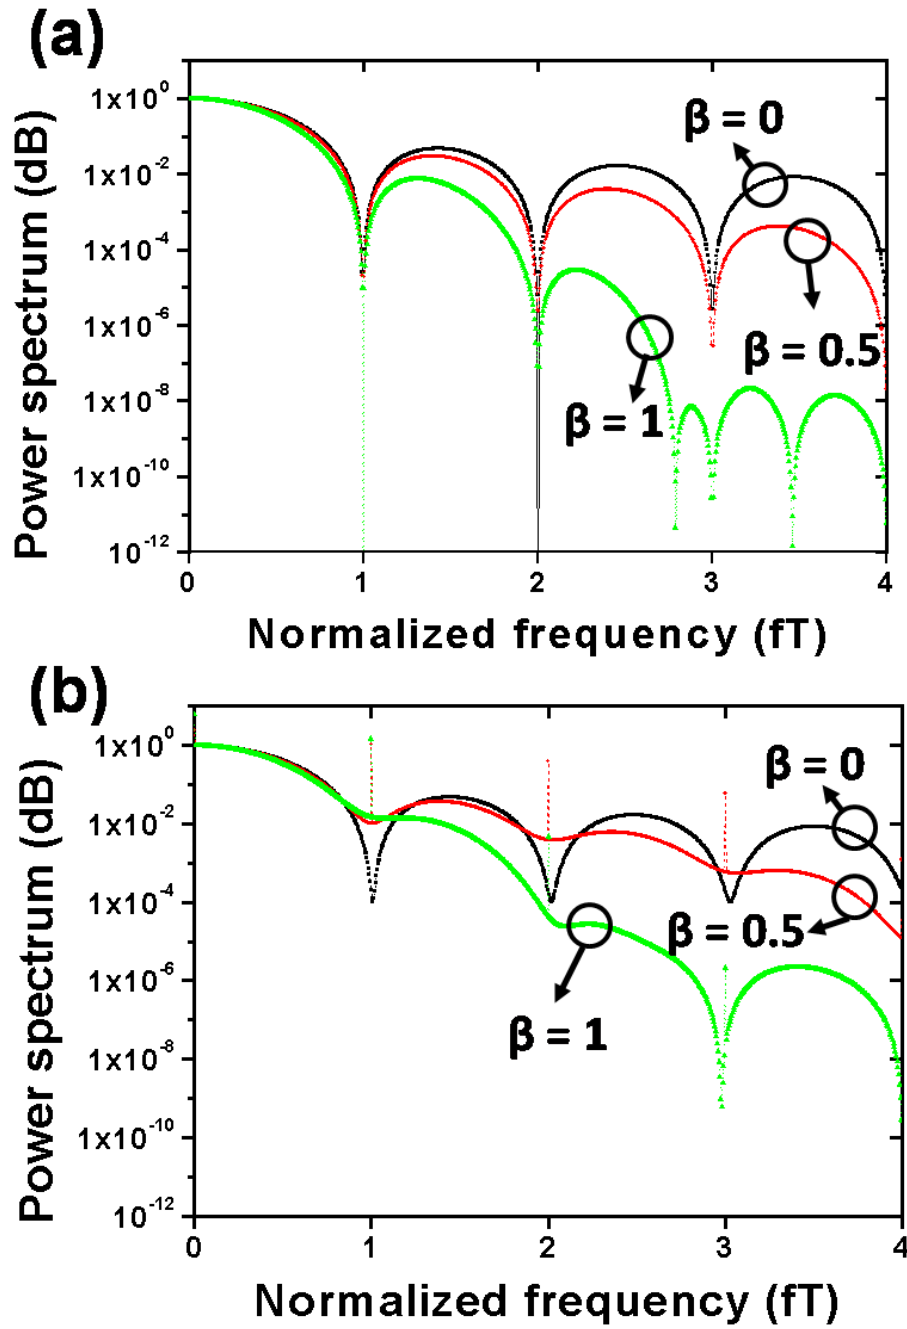 (a)
Power spectrum (dB)
1x10⁰
1x10⁻²
1x10⁻⁴
1x10⁻⁶
1x10⁻⁸
1x10⁻¹⁰
10⁻¹²
β = 0
β = 0.5
β = 1
0 1 2 3 4
Normalized frequency (fT)
(b)
Power spectrum (dB)
1x10⁰
1x10⁻²
1x10⁻⁴
1x10⁻⁶
1x10⁻⁸
1x10⁻¹⁰
10⁻¹²
β = 0
β = 0.5
β = 1
0 1 2 3 4
Normalized frequency (fT)